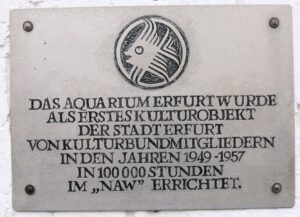 DAS AQUARIUM ERFURT WURDE
ALS ERSTES KULTUROBJEKT
DER STADT ERFURT
VON KULTURBUNDMITGLIEDERN
IN DEN JAHREN 1949-1957
IN 100 000 STUNDEN
IM „NAW” ERRICHTET.